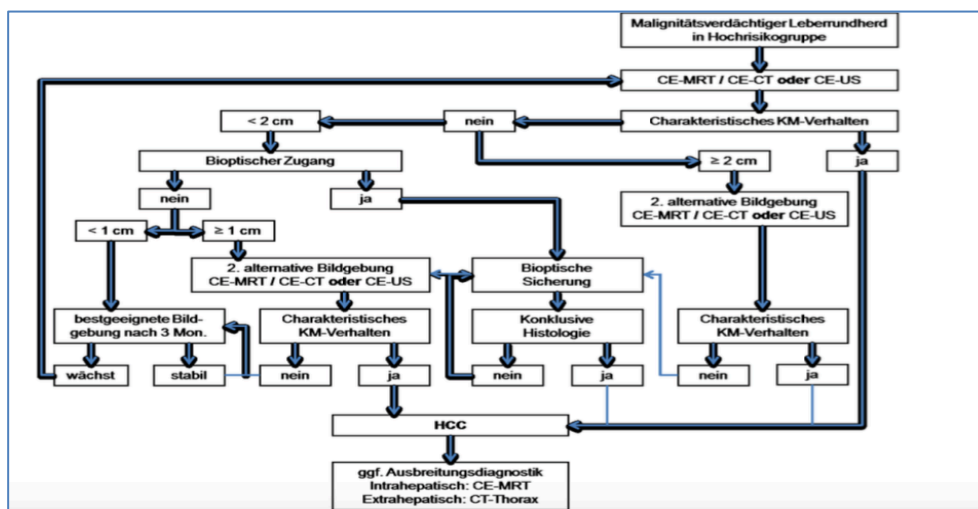 Malignitätsverdächtiger Leberrundherd
in Hochrisikogruppe
CE-MRT / CE-CT oder CE-US
Charakteristisches KM-Verhalten
< 2 cm
nein
Bioptischer Zugang
≥ 2 cm
ja
nein
ja
2. alternative Bildgebung
CE-MRT / CE-CT oder CE-US
< 1 cm
≥ 1 cm
2. alternative Bildgebung
CE-MRT / CE-CT oder CE-US
Bioptische
Sicherung
bestgeeignete Bild-
gebung nach 3 Mon.
Charakteristisches
KM-Verhalten
Konklusive
Histologie
Charakteristisches
KM-Verhalten
wächst
stabil
nein
ja
nein
ja
nein
ja
HCC
ggf. Ausbreitungsdiagnostik
Intrahepatisch: CE-MRT
Extrahepatisch: CT-Thorax